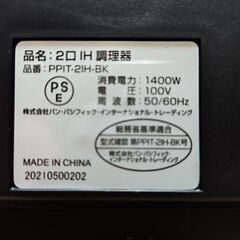 品名：2口 IH 調理器
品番：PPIT-2IH-BK
PS
E
消費電力：1400W
電圧：100V
周波数：50/60Hz
株式会社パン・パシフィック・インターナショナル・トレーディング
総務省基準適合
型式確認 第PPIT-2IH-BK号
株式会社パン・パシフィック・
インターナショナル・トレーディング
MADE IN CHINA
20210500202